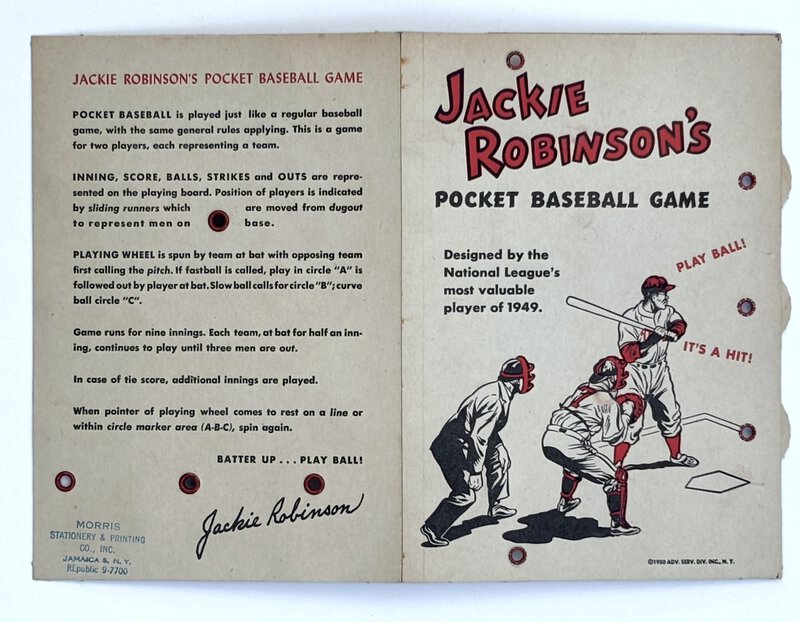 JACKIE ROBINSON'S POCKET BASEBALL GAME
POCKET BASEBALL is played just like a regular baseball
game, with the same general rules applying. This is a game
for two players, each representing a team.
INNING, SCORE, BALLS, STRIKES and OUTS are repre-
sented on the playing board. Position of players is indicated
by sliding runners which are moved from dugout
to represent men on base.
PLAYING WHEEL is spun by team at bat with opposing team
first calling the pitch. If fastball is called, play in circle "A" is
followed out by player at bat. Slow ball calls for circle "B"; curve
ball circle "C".
Game runs for nine innings. Each team, at bat for half an inn-
ing, continues to play until three men are out.
In case of tie score, additional innings are played.
When pointer of playing wheel comes to rest on a line or
within circle marker area (A-B-C), spin again.
BATTER UP . . . PLAY BALL!
Jackie Robinson
MORRIS
STATIONERY & PRINTING
CO., INC.
JAMAICA 5, N. Y.
REpublic 9-7700
JACKIE
ROBINSON'S
POCKET BASEBALL GAME
Designed by the
National League's
most valuable
player of 1949.
PLAY BALL!
IT'S A HIT!
©1950 ADV. SERV. DIV. INC., N. Y.